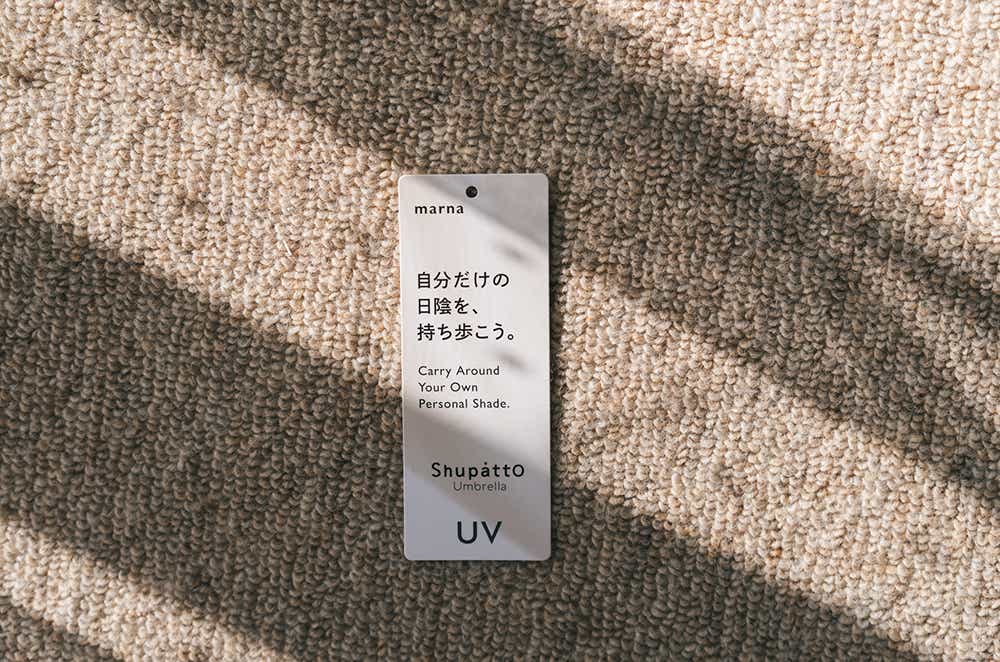 marna
自分だけの
日陰を、
持ち歩こう。
Carry Around
Your Own
Personal Shade.
Shupatto
Umbrella
UV